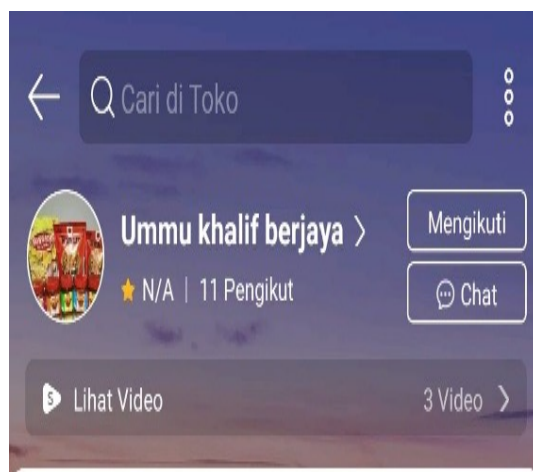 Cari di Toko
Ummu khalif berjaya
Mengikuti
N/A | 11 Pengikut
Chat
Lihat Video
3 Video